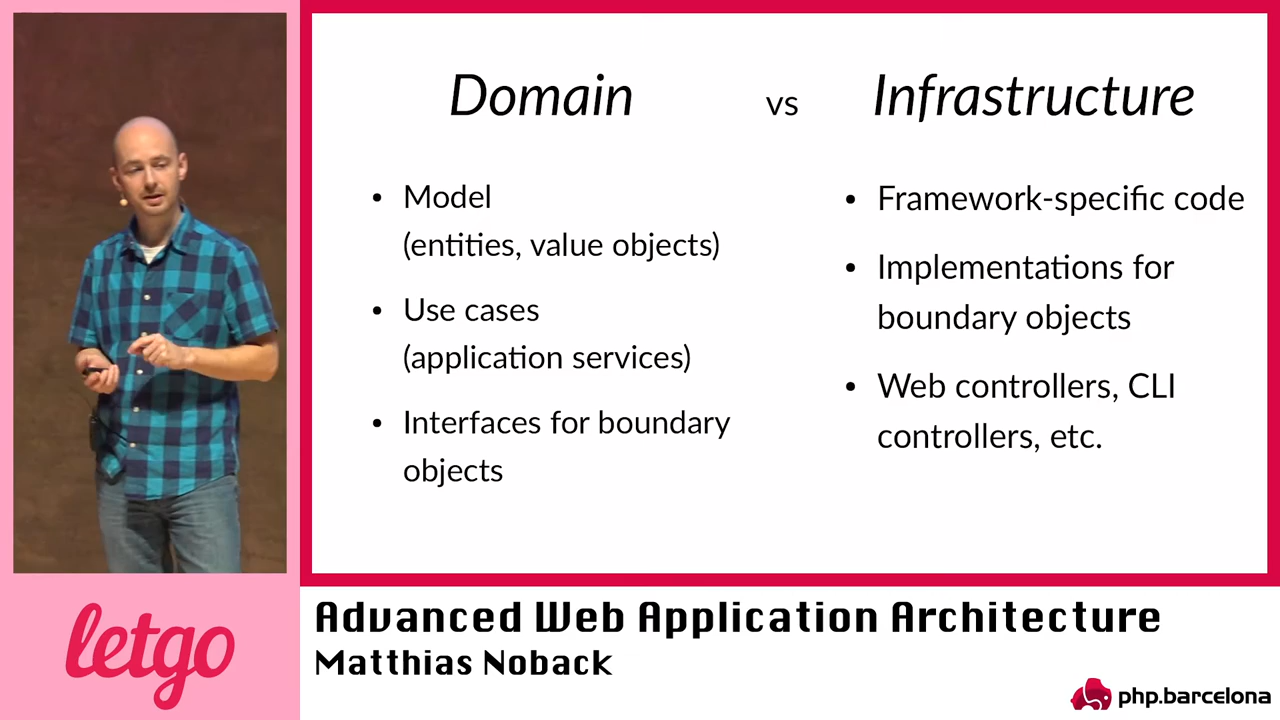 Domain vs Infrastructure
• Model
(entities, value objects)
• Use cases
(application services)
• Interfaces for boundary
objects
• Framework-specific code
• Implementations for
boundary objects
• Web controllers, CLI
controllers, etc.
letgo
Advanced Web Application Architecture
Matthias Noback
php.barcelona